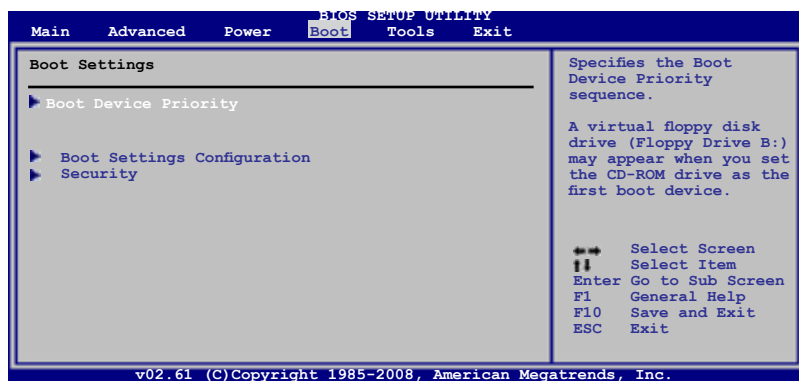 BIOS SETUP UTILITY
Main Advanced Power Boot Tools Exit
Boot Settings
Boot Device Priority
Boot Settings Configuration
Security
Specifies the Boot
Device Priority
sequence.
A virtual floppy disk
drive (Floppy Drive B:)
may appear when you set
the CD-ROM drive as the
first boot device.
Select Screen
Select Item
Enter Go to Sub Screen
F1 General Help
F10 Save and Exit
ESC Exit
v02.61 (C)Copyright 1985-2008, American Megatrends, Inc.